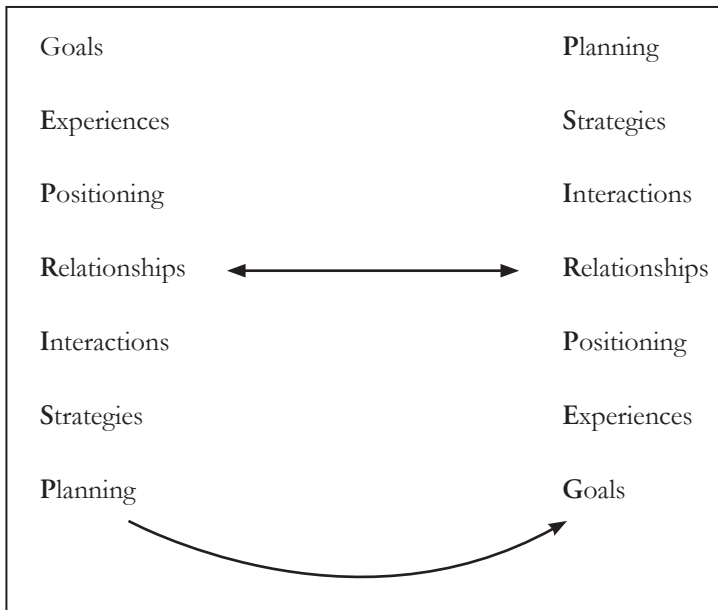 Goals Planning
Experiences Strategies
Positioning Interactions
Relationships Relationships
Interactions Positioning
Strategies Experiences
Planning Goals